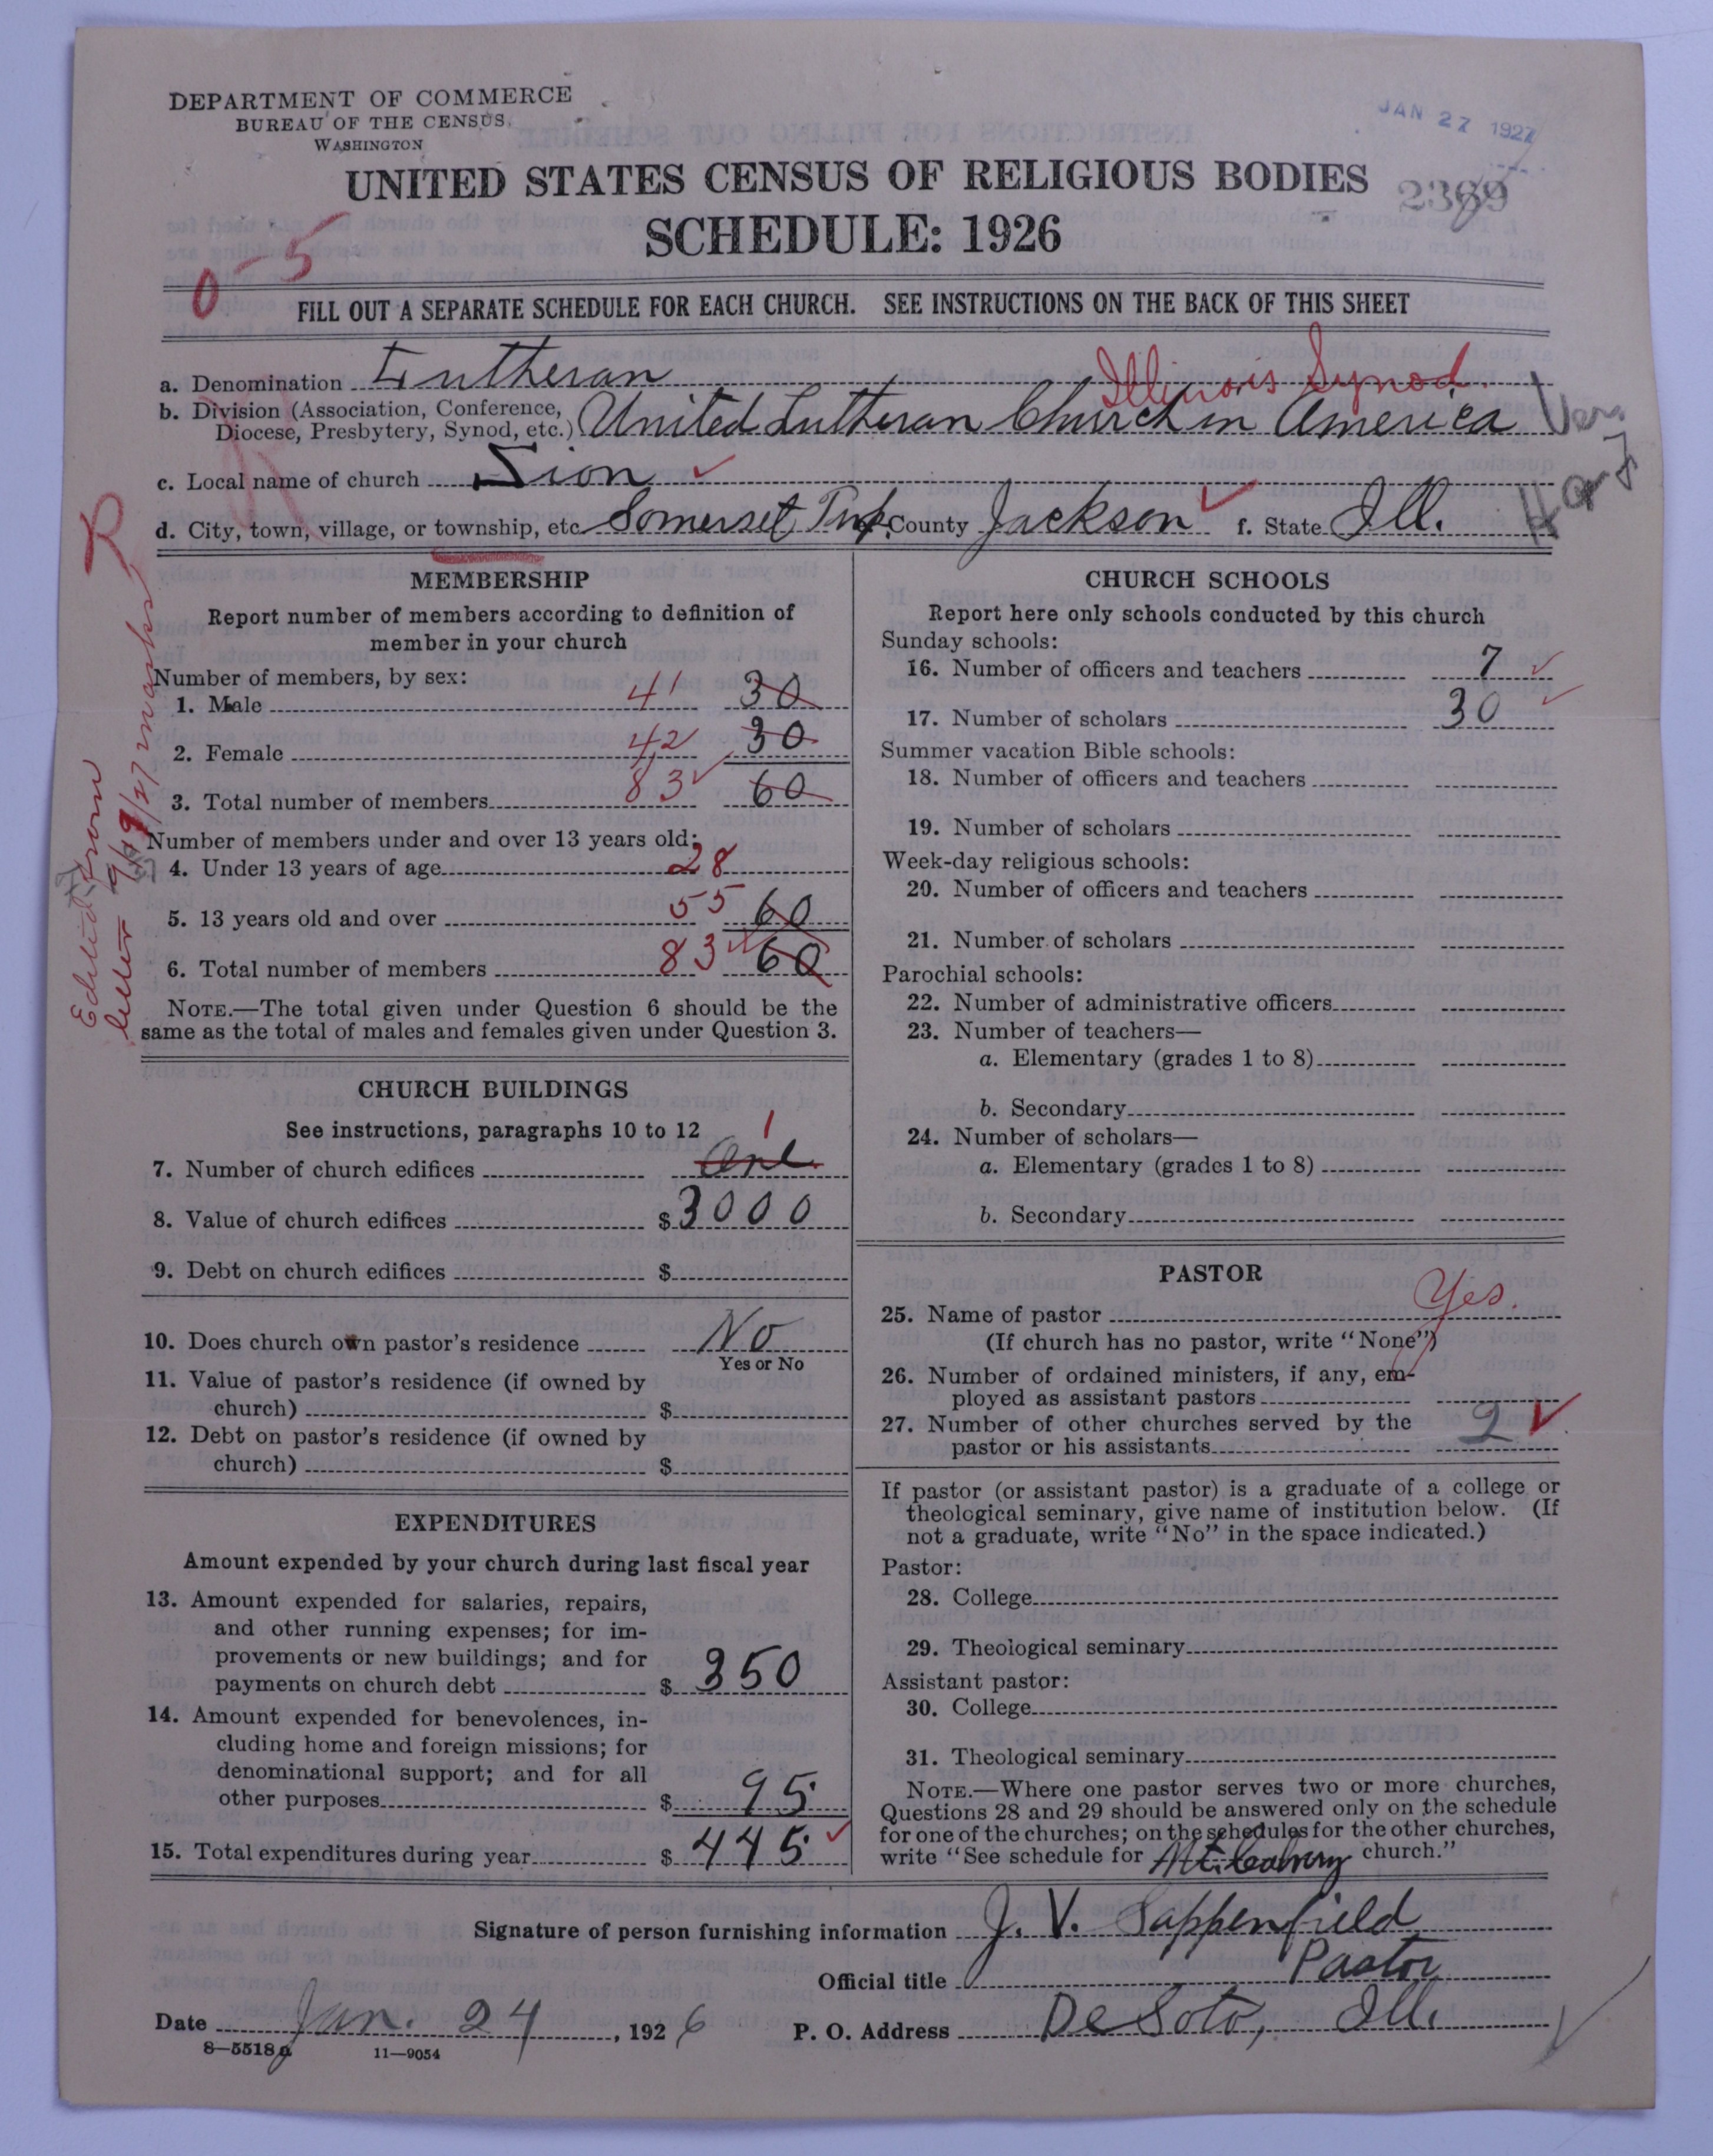 DEPARTMENT OF COMMERCE
BUREAU OF THE CENSUS
WASHINGTON
JAN 27 1927
UNITED STATES CENSUS OF RELIGIOUS BODIES
2369
SCHEDULE: 1926
0-5
FILL OUT A SEPARATE SCHEDULE FOR EACH CHURCH. SEE INSTRUCTIONS ON THE BACK OF THIS SHEET
a. Denomination Lutheran
Illinois Synod.
b. Division (Association, Conference, Diocese, Presbytery, Synod, etc.) United Lutheran Church in America
Ver.
c. Local name of church Zion ✓
d. City, town, village, or township, etc. Somerset Twp. County Jackson ✓ f. State Ill.
R
Edited from
letter 9/19/27
MEMBERSHIP
Report number of members according to definition of
member in your church
Number of members, by sex:
1. Male 41 30
2. Female 42 30
3. Total number of members 83 ✓ 60
Number of members under and over 13 years old:
4. Under 13 years of age 28
5. 13 years old and over 55 60
6. Total number of members 83 ✓ 60
NOTE.—The total given under Question 6 should be the
same as the total of males and females given under Question 3.
CHURCH BUILDINGS
See instructions, paragraphs 10 to 12
7. Number of church edifices 1 One
8. Value of church edifices $ 3000
9. Debt on church edifices $
10. Does church own pastor's residence No
Yes or No
11. Value of pastor's residence (if owned by
church) $
12. Debt on pastor's residence (if owned by
church) $
EXPENDITURES
Amount expended by your church during last fiscal year
13. Amount expended for salaries, repairs,
and other running expenses; for im-
provements or new buildings; and for
payments on church debt $ 350
14. Amount expended for benevolences, in-
cluding home and foreign missions; for
denominational support; and for all
other purposes $ 95
15. Total expenditures during year $ 445 ✓
CHURCH SCHOOLS
Report here only schools conducted by this church
Sunday schools:
16. Number of officers and teachers 7 ✓
17. Number of scholars 30 ✓
Summer vacation Bible schools:
18. Number of officers and teachers
19. Number of scholars
Week-day religious schools:
20. Number of officers and teachers
21. Number of scholars
Parochial schools:
22. Number of administrative officers
23. Number of teachers—
a. Elementary (grades 1 to 8)
b. Secondary
24. Number of scholars—
a. Elementary (grades 1 to 8)
b. Secondary
PASTOR
25. Name of pastor Yes.
(If church has no pastor, write "None")
26. Number of ordained ministers, if any, em-
ployed as assistant pastors
27. Number of other churches served by the
pastor or his assistants 2 ✓
If pastor (or assistant pastor) is a graduate of a college or
theological seminary, give name of institution below. (If
not a graduate, write "No" in the space indicated.)
Pastor:
28. College
29. Theological seminary
Assistant pastor:
30. College
31. Theological seminary
NOTE.—Where one pastor serves two or more churches,
Questions 28 and 29 should be answered only on the schedule
for one of the churches; on the schedules for the other churches,
write "See schedule for Mt. Calvary church."
Signature of person furnishing information J. V. Sappenfield
Official title Pastor
Date Jan. 24, 1926 P. O. Address DeSoto, Ill.
8—5518a 11—9054